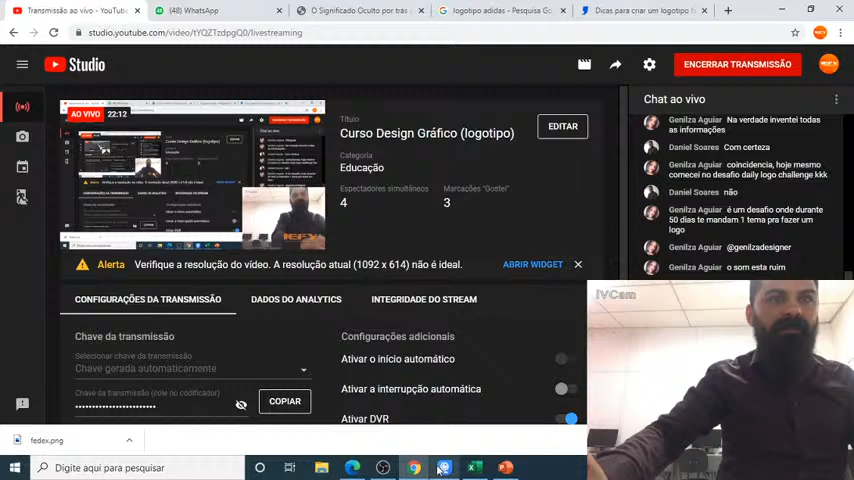 Transmissão ao vivo - YouTube
(48) WhatsApp
O Significado Oculto por trás
logotipo adidas - Pesquisa Go
Dicas para criar um logotipo
studio.youtube.com/video/tYQZTzdpgQ0/livestreaming
Studio
ENCERRAR TRANSMISSÃO
AO VIVO 22:12
Título
Curso Design Gráfico (logotipo)
EDITAR
Categoria
Educação
Espectadores simultâneos
4
Marcações "Gostei"
3
Chat ao vivo
Genilza Aguiar Na verdade inventei todas
as informações
Daniel Soares Com certeza
Genilza Aguiar coincidencia, hoje mesmo
comecei no desafio daily logo challenge kkk
Daniel Soares não
Genilza Aguiar é um desafio onde durante
50 dias te mandam 1 tema pra fazer um
logo
Genilza Aguiar @genilzadesigner
Genilza Aguiar o som esta ruim
Alerta Verifique a resolução do vídeo. A resolução atual (1092 x 614) não é ideal.
ABRIR WIDGET
CONFIGURAÇÕES DA TRANSMISSÃO
DADOS DO ANALYTICS
INTEGRIDADE DO STREAM
Chave da transmissão
Selecionar chave da transmissão
Chave gerada automaticamente
Chave da transmissão (cole no codificador)
COPIAR
Configurações adicionais
Ativar o início automático
Ativar a interrupção automática
Ativar DVR
iVCam
fedex.png
Digite aqui para pesquisar